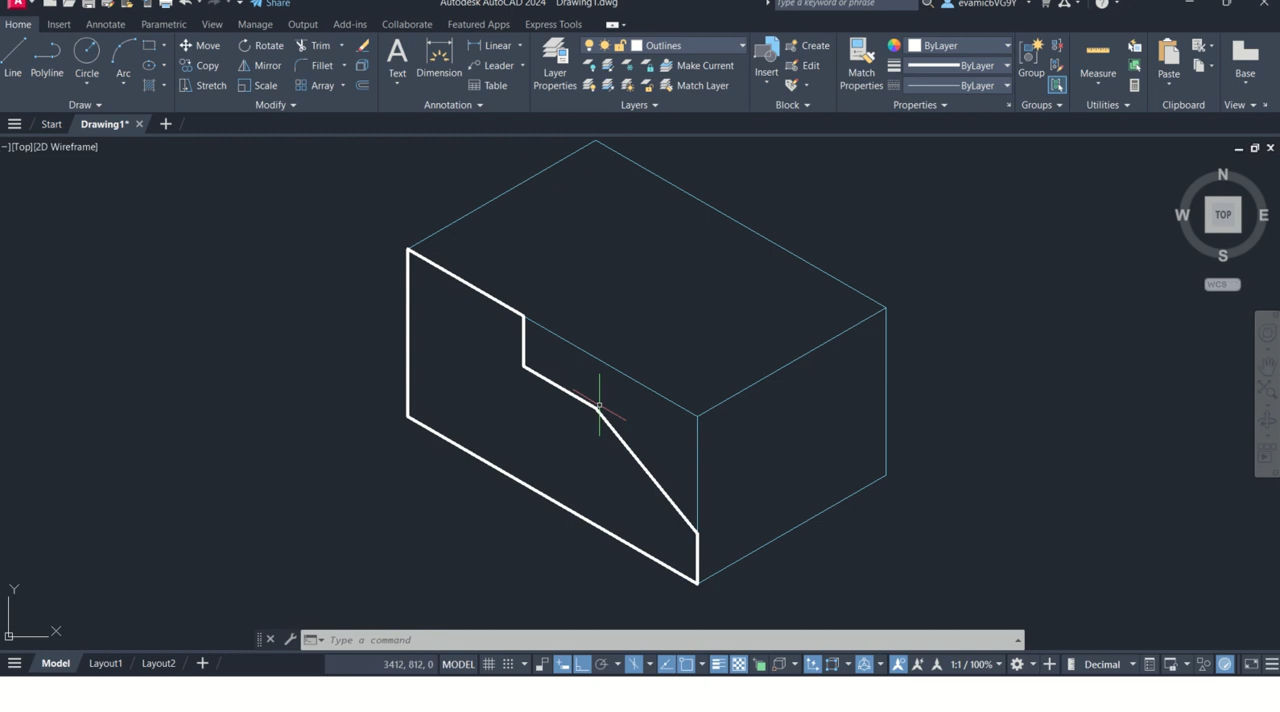 Autodesk AutoCAD 2024 Drawing1.dwg
Share
Type a keyword or phrase
evamic6VG9Y
Home Insert Annotate Parametric View Manage Output Add-ins Collaborate Featured Apps Express Tools
Line Polyline Circle Arc
Move Rotate Trim
Copy Mirror Fillet
Stretch Scale Array
Text Dimension
Linear
Leader
Table
Layer Properties
Outlines
Make Current
Match Layer
Insert
Create
Edit
Match Properties
ByLayer
ByLayer
ByLayer
Group
Measure
Paste
Base
Draw Modify Annotation Layers Block Properties Groups Utilities Clipboard View
Start Drawing1*
−][Top][2D Wireframe]
N
W TOP E
S
WCS
Y
X
Type a command
Model Layout1 Layout2
3412, 812, 0 MODEL
1:1 / 100%
Decimal